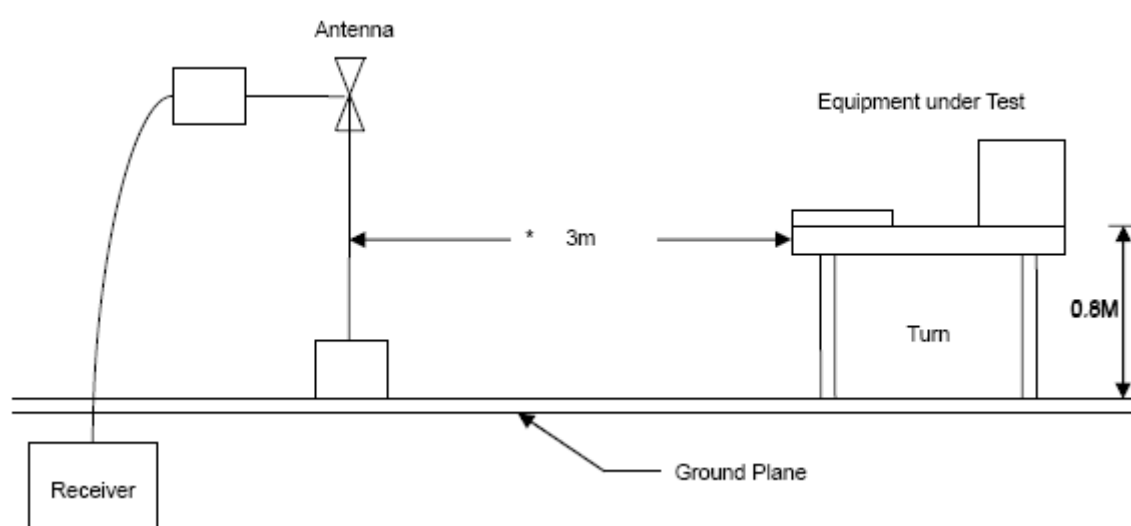 Antenna
Equipment under Test
* 3m
0.8M
Turn
Ground Plane
Receiver